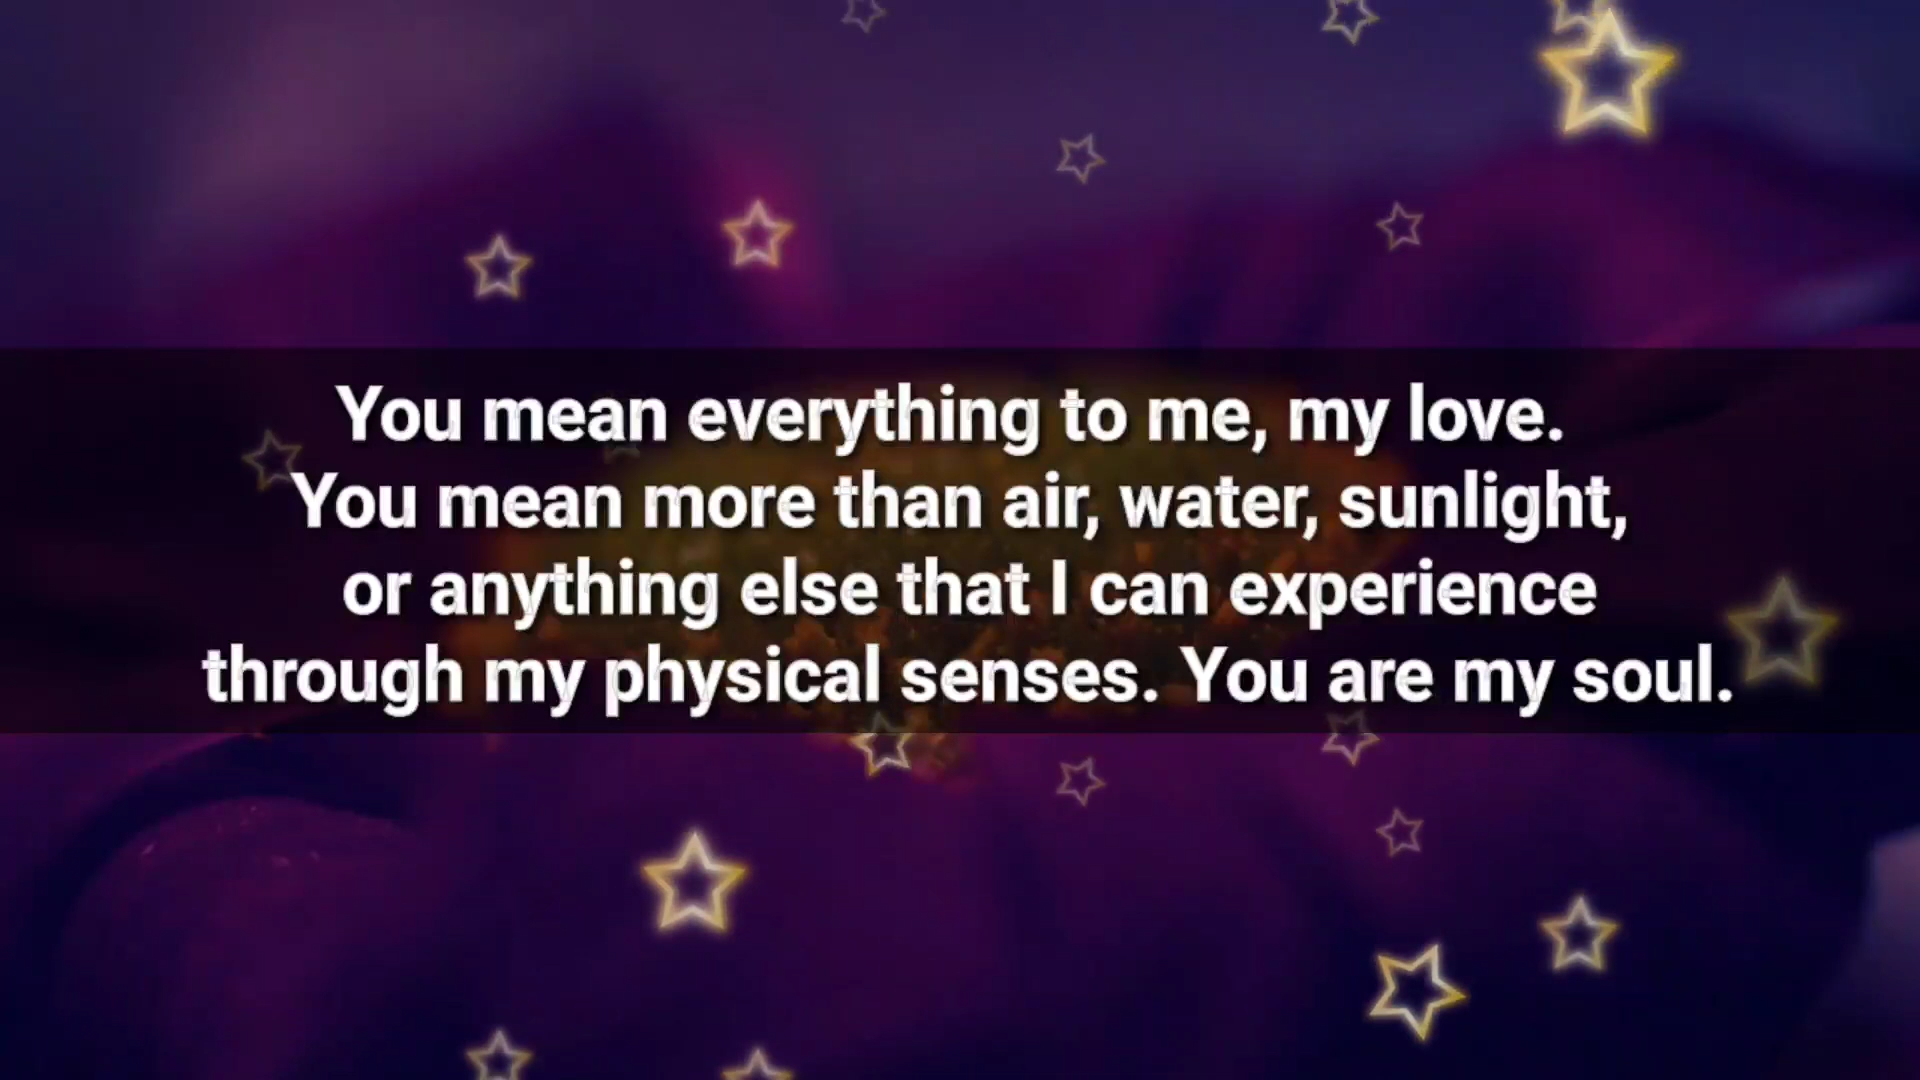 You mean everything to me, my love.
You mean more than air, water, sunlight,
or anything else that I can experience
through my physical senses. You are my soul.